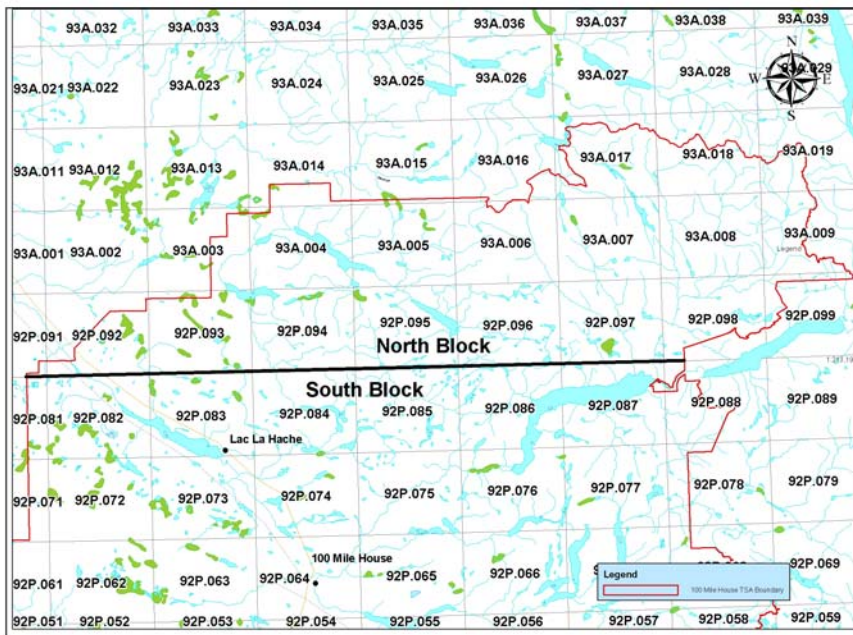 93A.032 93A.033 93A.034 93A.035 93A.036 93A.037 93A.038 93A.039
N
W E
S
93A.021 93A.022 93A.023 93A.024 93A.025 93A.026 93A.027 93A.028
93A.011 93A.012 93A.013 93A.014 93A.015 93A.016 93A.017 93A.018 93A.019
93A.001 93A.002 93A.003 93A.004 93A.005 93A.006 93A.007 93A.008 93A.009
Legend
92P.091 92P.092 92P.093 92P.094 92P.095 92P.096 92P.097 92P.098 92P.099
North Block
South Block
92P.081 92P.082 92P.083 92P.084 92P.085 92P.086 92P.087 92P.088 92P.089
Lac La Hache
92P.071 92P.072 92P.073 92P.074 92P.075 92P.076 92P.077 92P.078 92P.079
100 Mile House
92P.061 92P.062 92P.063 92P.064 92P.065 92P.066 92P.069
Legend
100 Mile House TSA Boundary
92P.051 92P.052 92P.053 92P.054 92P.055 92P.056 92P.057 92P.058 92P.059